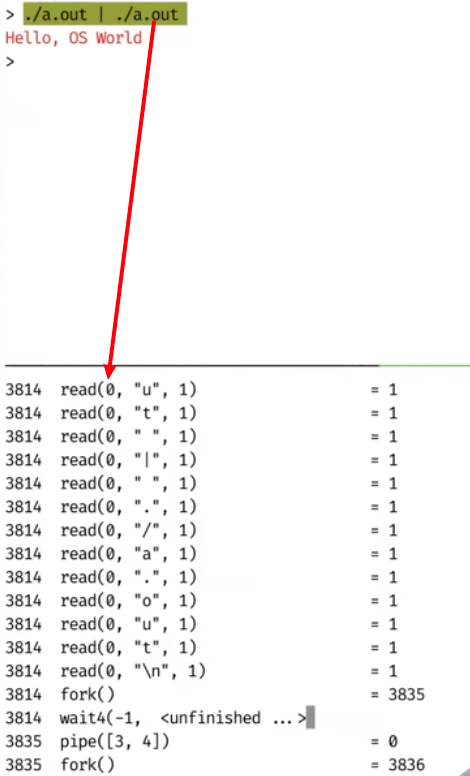 > ./a.out | ./a.out
Hello, OS World
>
3814 read(0, "u", 1) = 1
3814 read(0, "t", 1) = 1
3814 read(0, " ", 1) = 1
3814 read(0, "|", 1) = 1
3814 read(0, " ", 1) = 1
3814 read(0, ".", 1) = 1
3814 read(0, "/", 1) = 1
3814 read(0, "a", 1) = 1
3814 read(0, ".", 1) = 1
3814 read(0, "o", 1) = 1
3814 read(0, "u", 1) = 1
3814 read(0, "t", 1) = 1
3814 read(0, "\n", 1) = 1
3814 fork() = 3835
3814 wait4(-1, <unfinished ...>
3835 pipe([3, 4]) = 0
3835 fork() = 3836